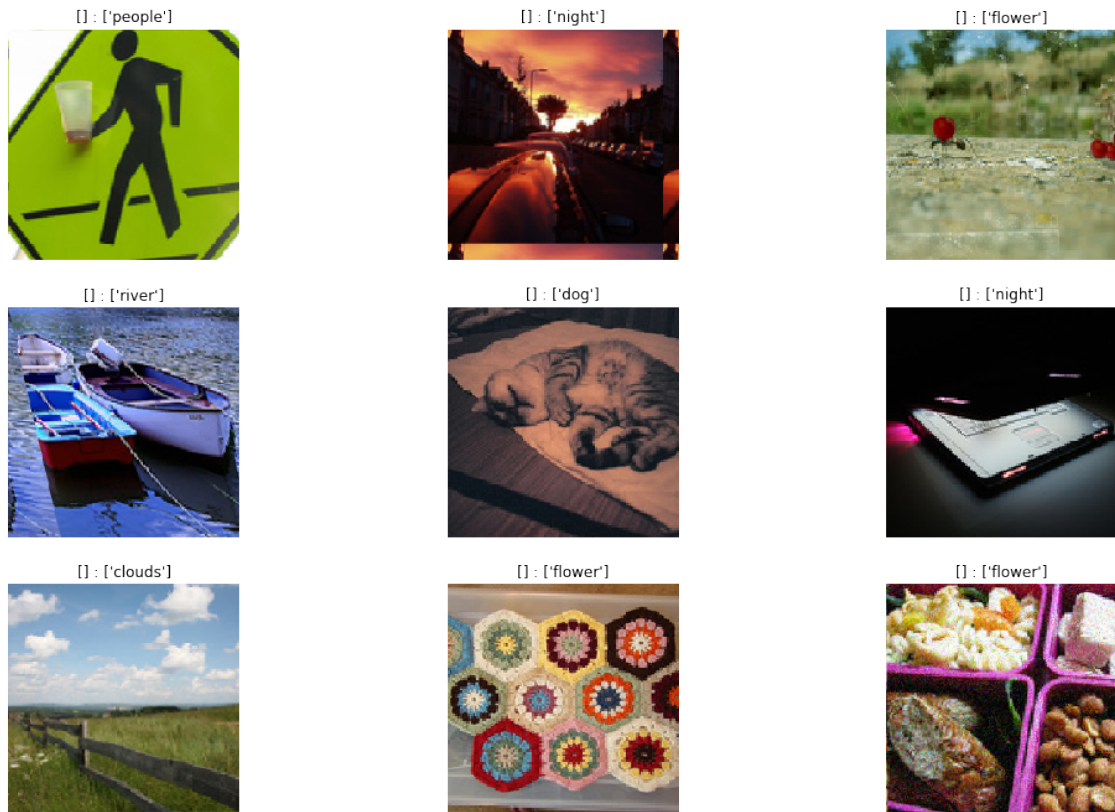 [] : ['people']
[] : ['night']
[] : ['flower']
[] : ['river']
[] : ['dog']
[] : ['night']
[] : ['clouds']
[] : ['flower']
[] : ['flower']